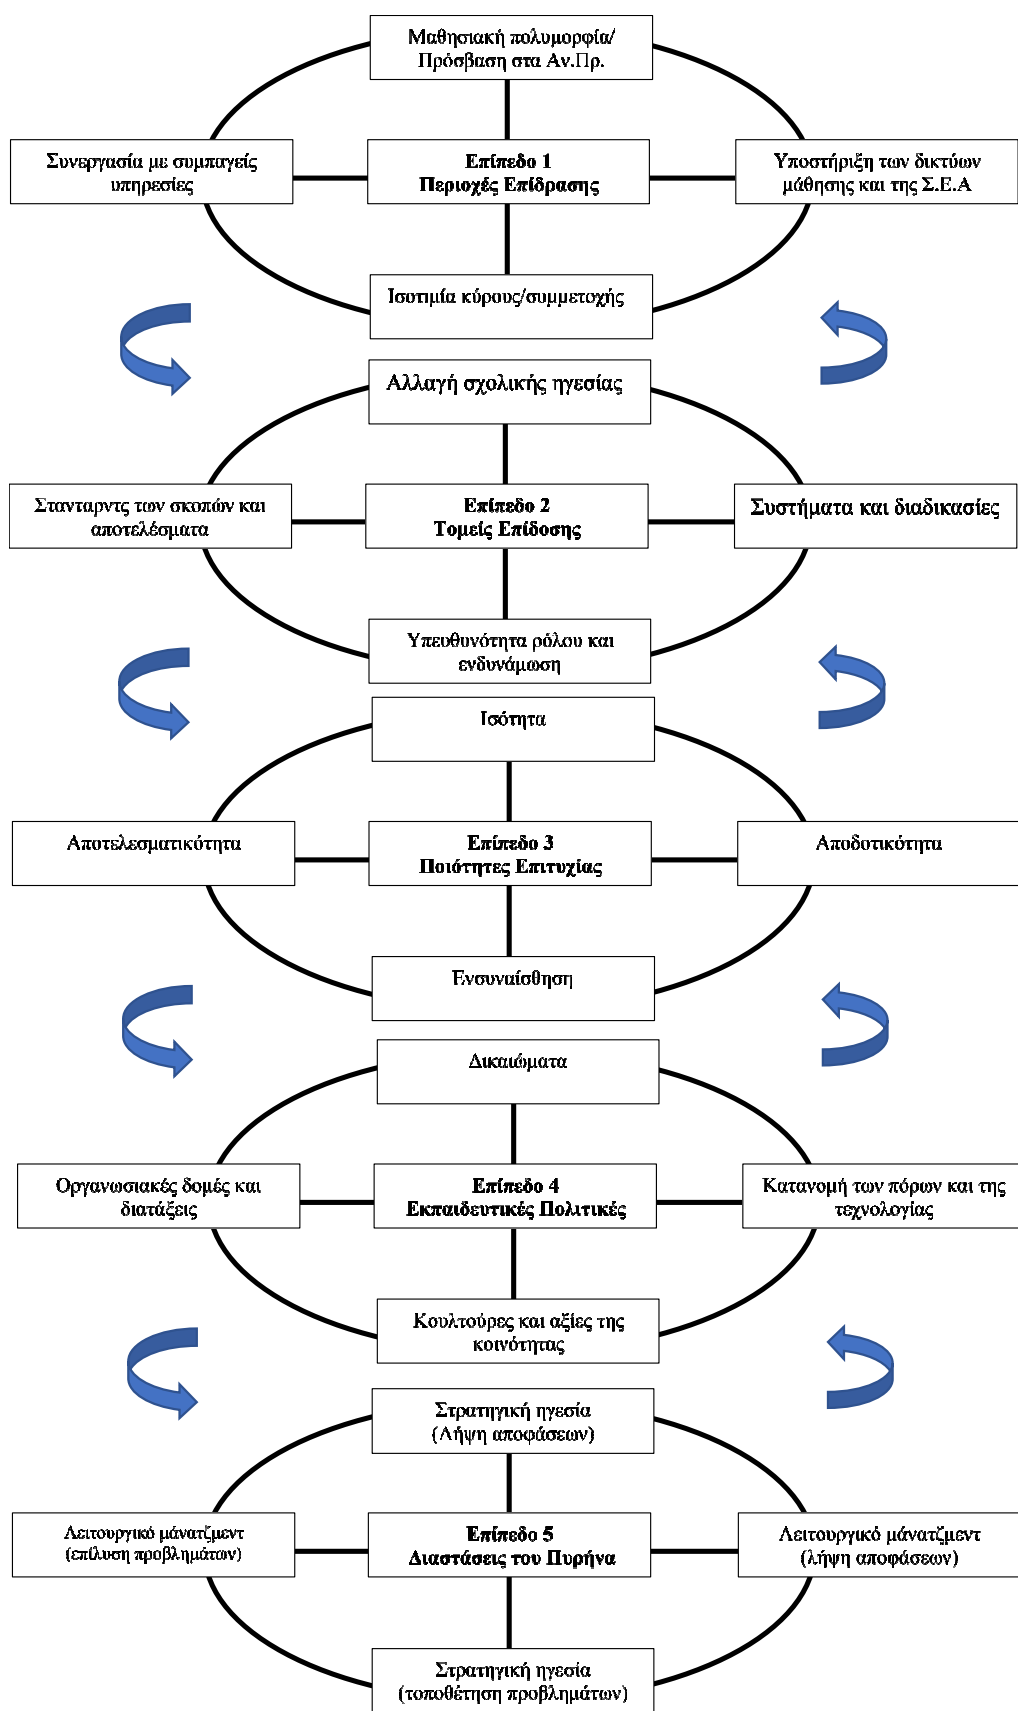 Μαθησιακή πολυμορφία/
Πρόσβαση στα Αν.Πρ.
Συνεργασία με συμπαγείς
υπηρεσίες
Επίπεδο 1
Περιοχές Επίδρασης
Υποστήριξη των δικτύων
μάθησης και της Σ.Ε.Α
Ισοτιμία κύρους/συμμετοχής
Αλλαγή σχολικής ηγεσίας
Στανταρντς των σκοπών και
αποτελέσματα
Επίπεδο 2
Τομείς Επίδοσης
Συστήματα και διαδικασίες
Υπευθυνότητα ρόλου και
ενδυνάμωση
Ισότητα
Αποτελεσματικότητα
Επίπεδο 3
Ποιότητες Επιτυχίας
Αποδοτικότητα
Ενσυναίσθηση
Δικαιώματα
Οργανωσιακές δομές και
διατάξεις
Επίπεδο 4
Εκπαιδευτικές Πολιτικές
Κατανομή των πόρων και της
τεχνολογίας
Κουλτούρες και αξίες της
κοινότητας
Στρατηγική ηγεσία
(Λήψη αποφάσεων)
Λειτουργικό μάνατζμεντ
(επίλυση προβλημάτων)
Επίπεδο 5
Διαστάσεις του Πυρήνα
Λειτουργικό μάνατζμεντ
(λήψη αποφάσεων)
Στρατηγική ηγεσία
(τοποθέτηση προβλημάτων)